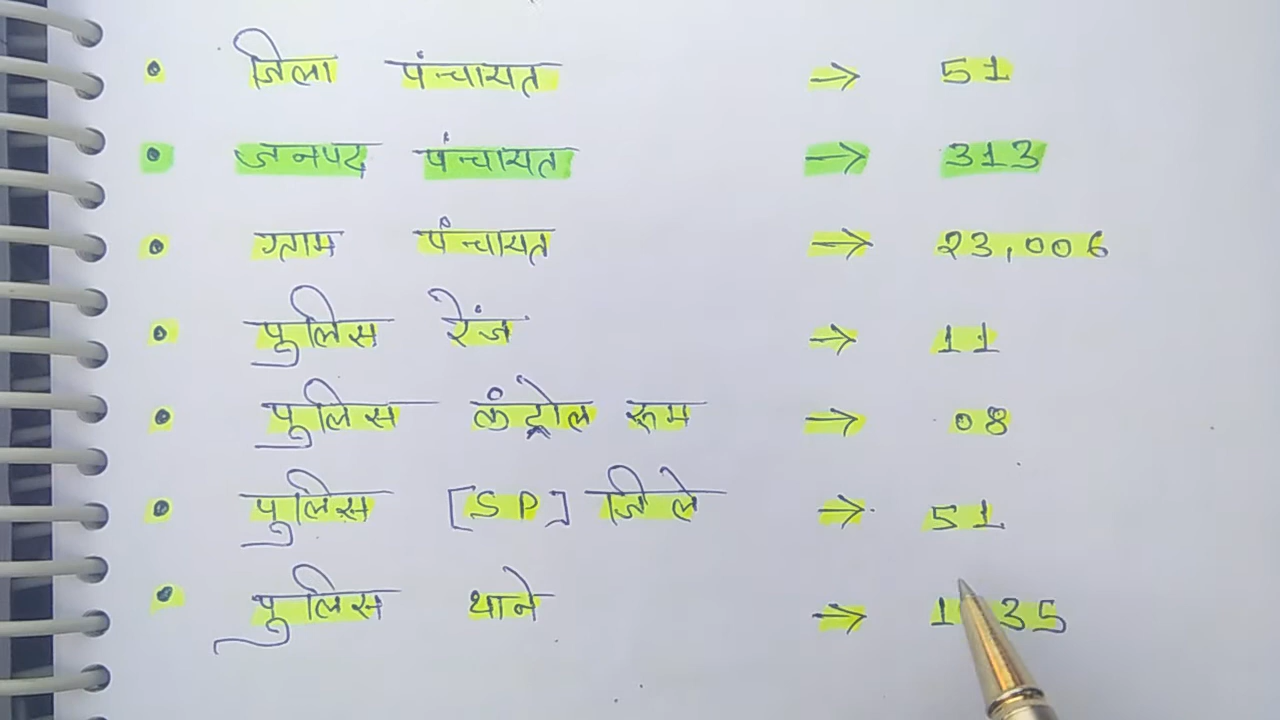 • जिला पंचायत → 51
• जनपद पंचायत → 313
• ग्राम पंचायत → 23,006
• पुलिस रेंज → 11
• पुलिस कंट्रोल रूम → 08
• पुलिस [SP] जिले → 51
• पुलिस थाने →